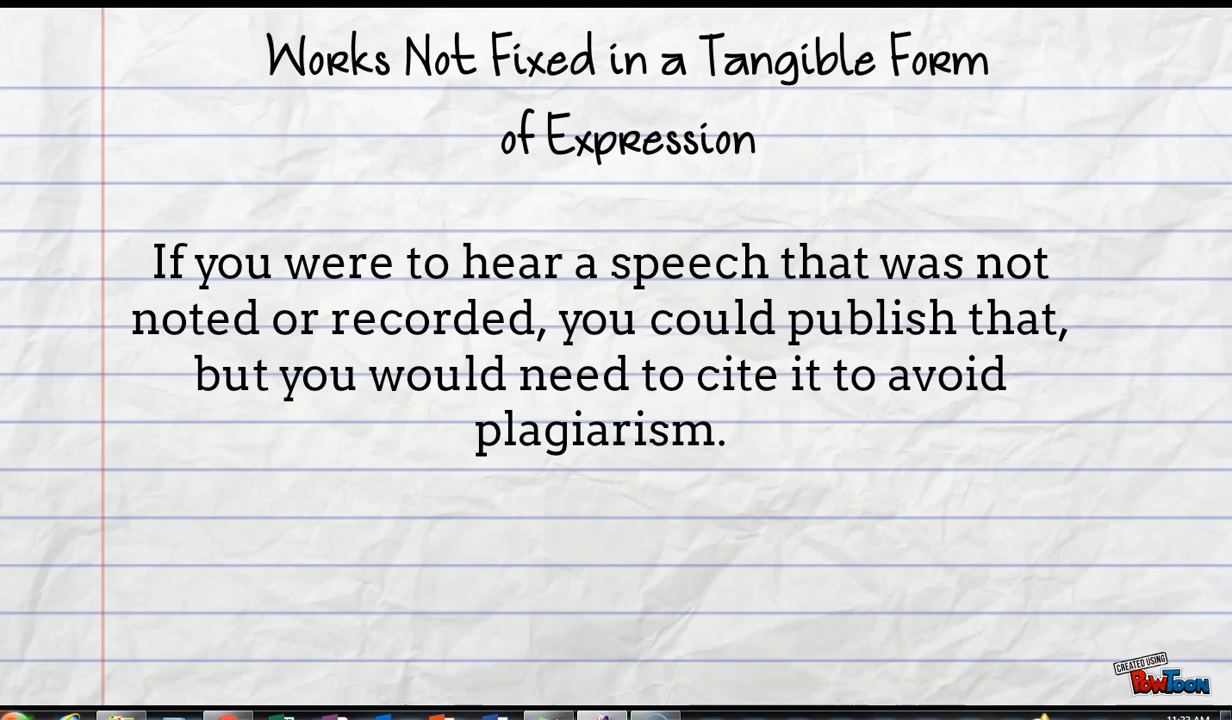 Works Not Fixed in a Tangible Form
of Expression
If you were to hear a speech that was not
noted or recorded, you could publish that,
but you would need to cite it to avoid
plagiarism.
CREATED USING
PowToon